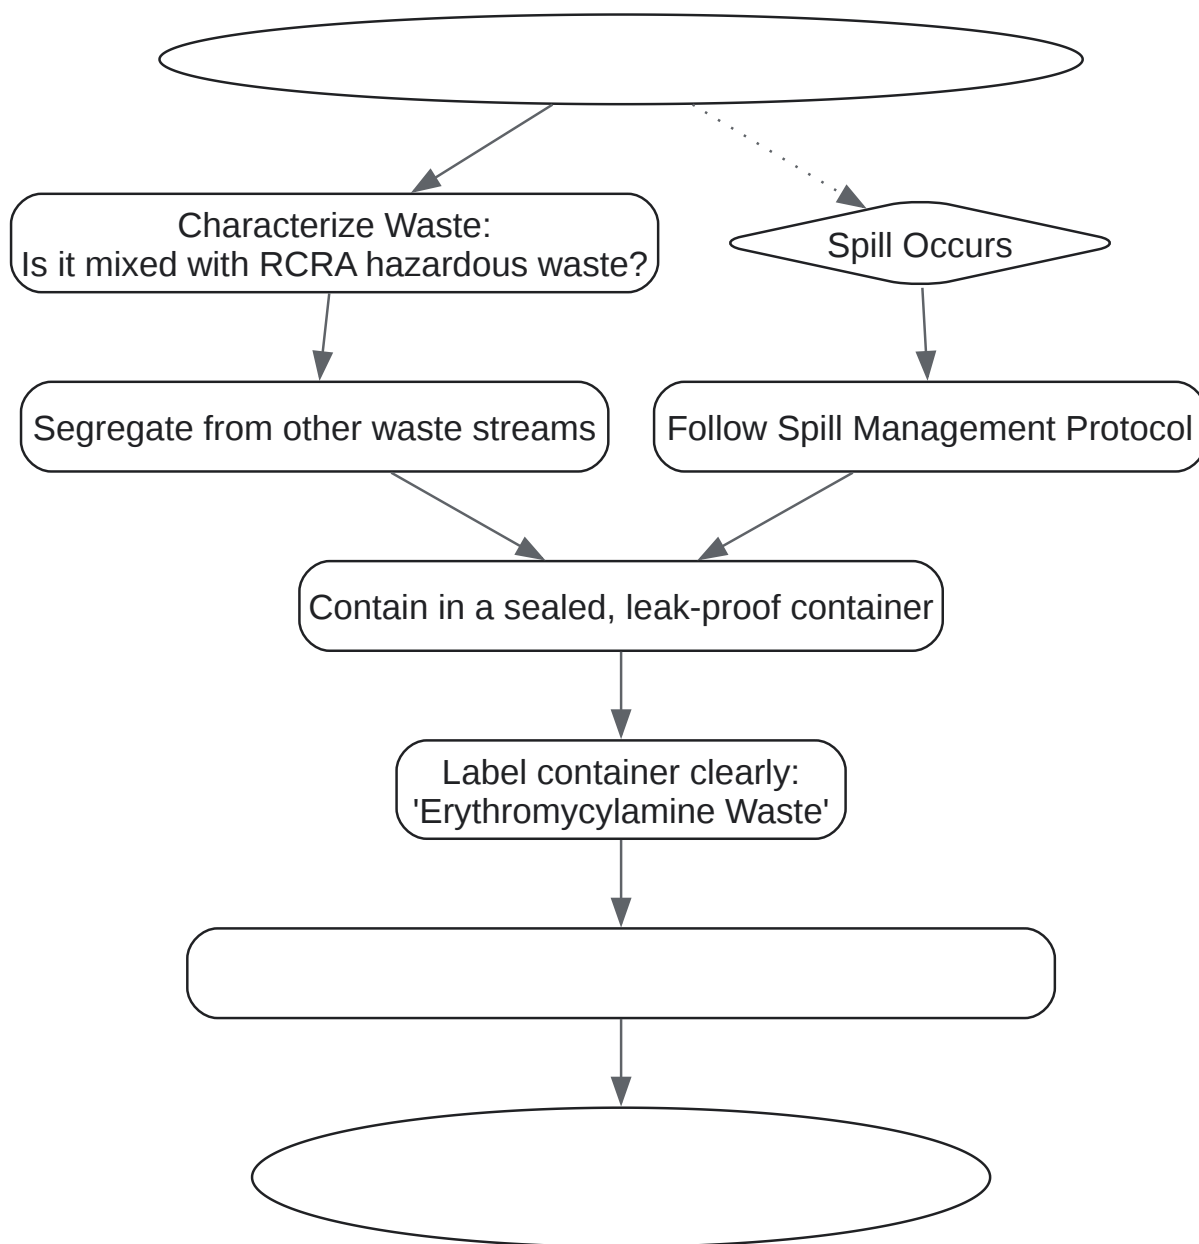 Characterize Waste:
Is it mixed with RCRA hazardous waste?
Spill Occurs
Segregate from other waste streams
Follow Spill Management Protocol
Contain in a sealed, leak-proof container
Label container clearly:
'Erythromycylamine Waste'